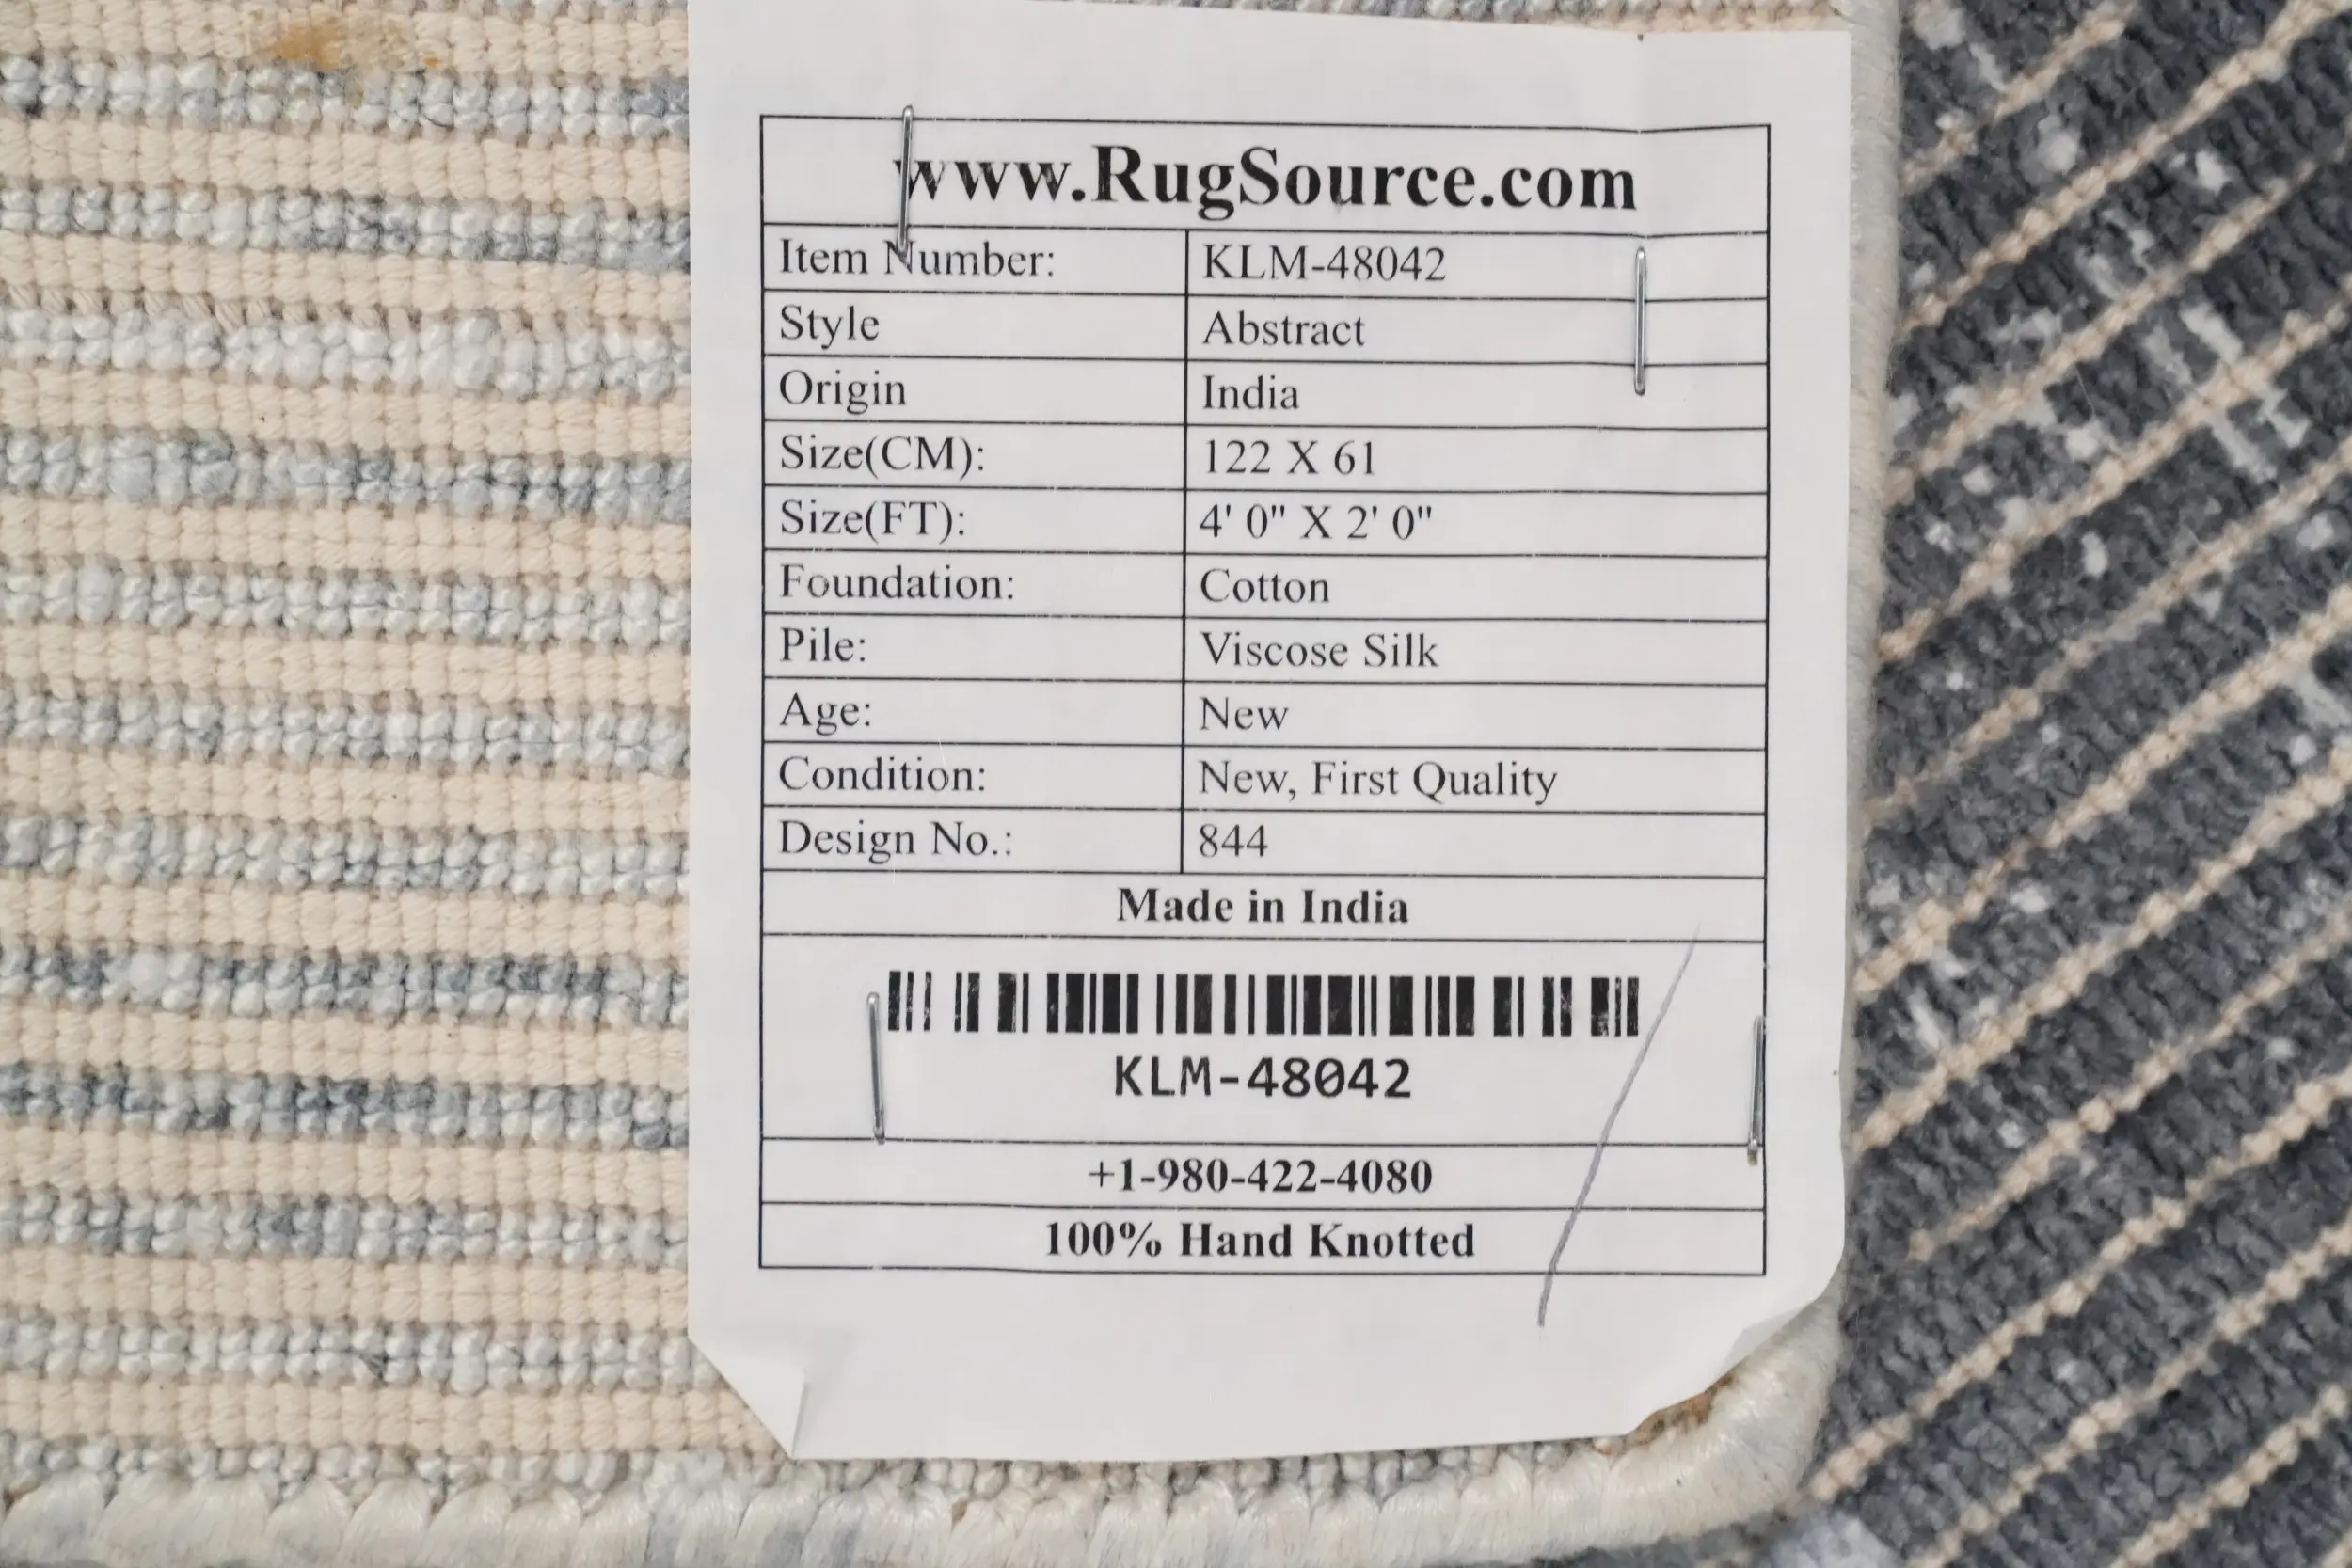 www.RugSource.com
Item Number: KLM-48042
Style Abstract
Origin India
Size(CM): 122 X 61
Size(FT): 4' 0" X 2' 0"
Foundation: Cotton
Pile: Viscose Silk
Age: New
Condition: New, First Quality
Design No.: 844
Made in India
KLM-48042
+1-980-422-4080
100% Hand Knotted